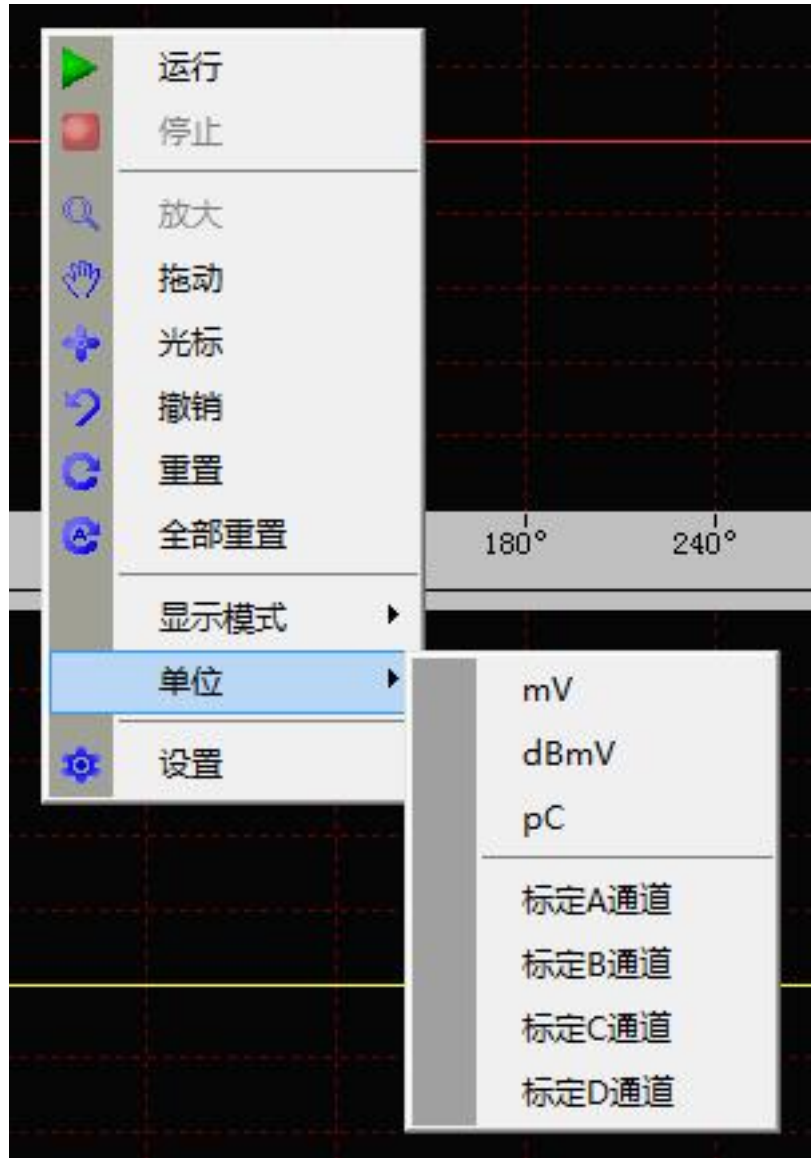 运行
停止
放大
拖动
光标
撤销
重置
A
全部重置
180° 240°
显示模式
单位
设置
mV
dBmV
pC
标定A通道
标定B通道
标定C通道
标定D通道